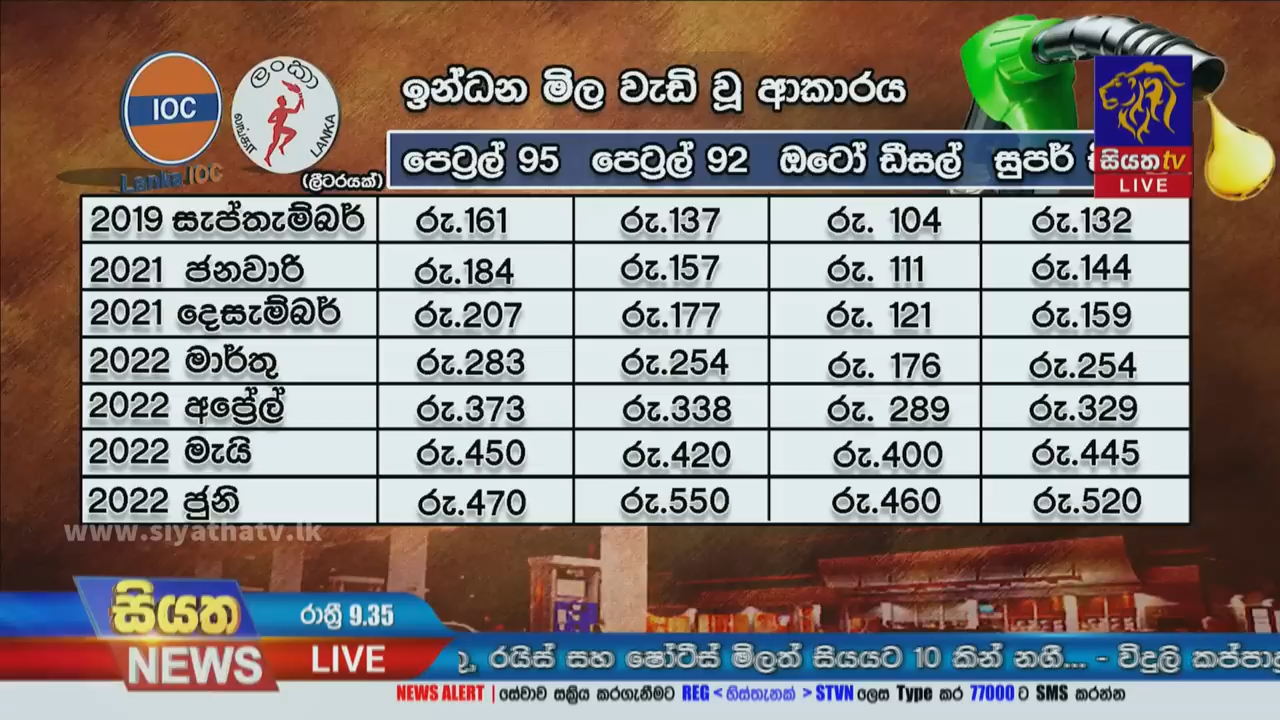 IOC
Lanka IOC
ලංකා
இலங்கை
LANKA
ඉන්ධන මිල වැඩි වූ ආකාරය
(ලීටරයක්) පෙට්‍රල් 95 පෙට්‍රල් 92 ඔටෝ ඩීසල් සුපර්
සියත tv
LIVE
2019 සැප්තැම්බර් රු.161 රු.137 රු. 104 රු.132
2021 ජනවාරි රු.184 රු.157 රු. 111 රු.144
2021 දෙසැම්බර් රු.207 රු.177 රු. 121 රු.159
2022 මාර්තු රු.283 රු.254 රු. 176 රු.254
2022 අප්‍රේල් රු.373 රු.338 රු. 289 රු.329
2022 මැයි රු.450 රු.420 රු.400 රු.445
2022 ජුනි රු.470 රු.550 රු.460 රු.520
www.siyathatv.lk
සියත
NEWS
රාත්‍රී 9.35
LIVE
රයිස් සහ ෂෝටීස් මිලත් සියයට 10 කින් නගී... - විදුලි
NEWS ALERT | සේවාව සක්‍රිය කරගැනීමට REG < හිස්තැනක් > STVN ලෙස Type කර 77000 ට SMS කරන්න